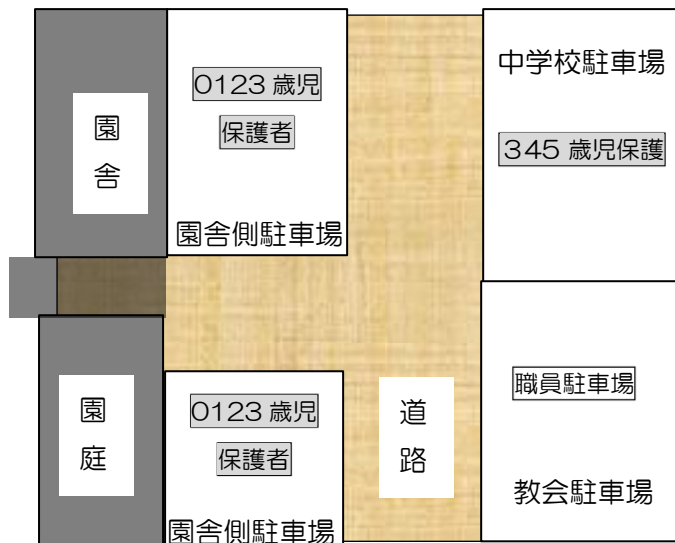 園舎
0123 歳児
保護者
園舎側駐車場
中学校駐車場
345 歳児保護
園庭
0123 歳児
保護者
園舎側駐車場
道路
職員駐車場
教会駐車場